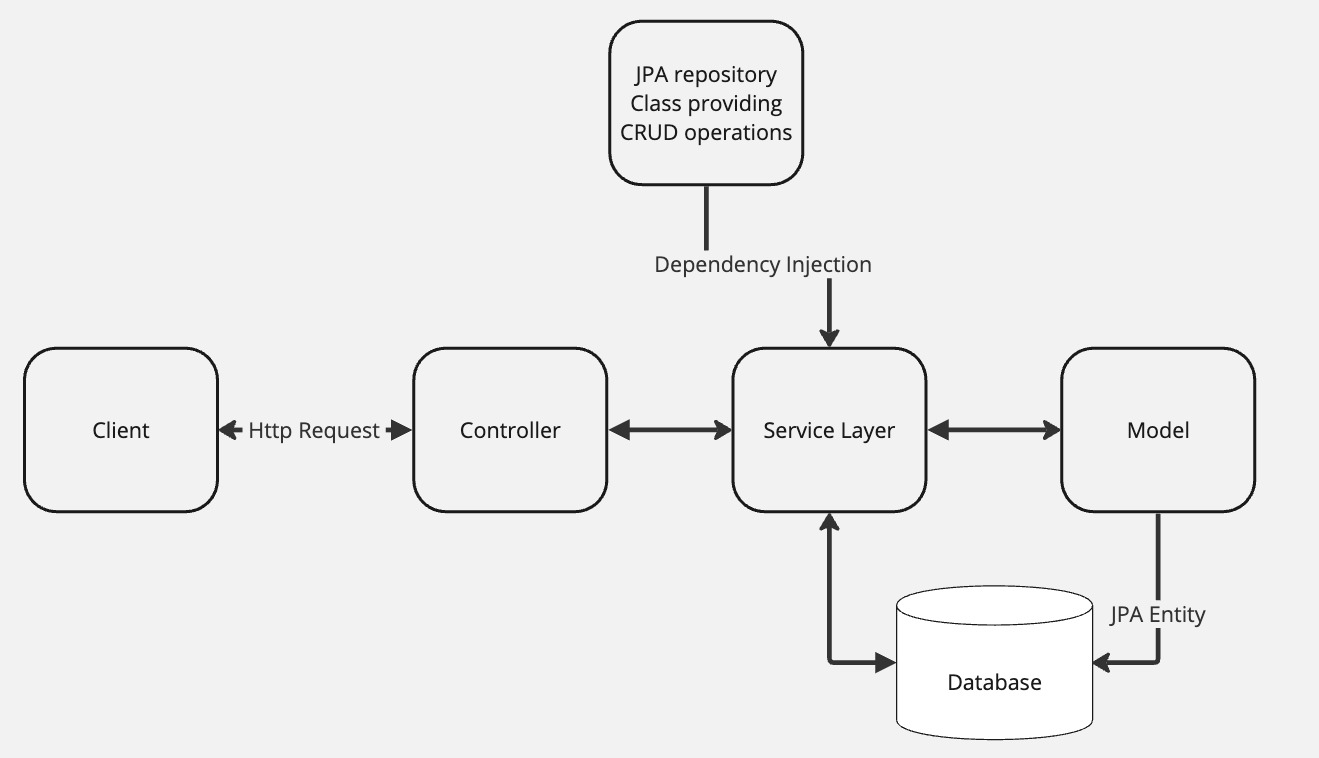 JPA repository
Class providing
CRUD operations
Dependency Injection
Client
Http Request
Controller
Service Layer
Model
JPA Entity
Database